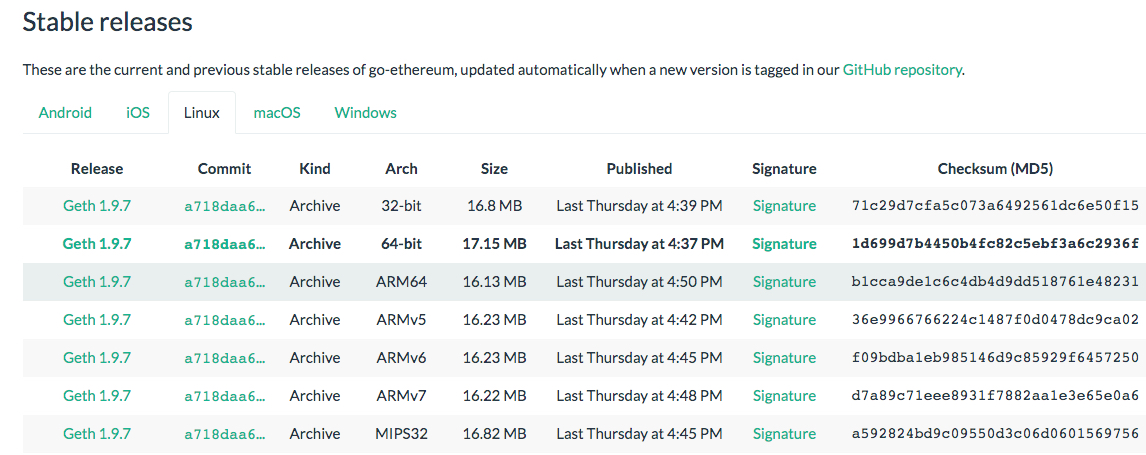 Stable releases
These are the current and previous stable releases of go-ethereum, updated automatically when a new version is tagged in our GitHub repository.
Android iOS Linux macOS Windows
Release Commit Kind Arch Size Published Signature Checksum (MD5)
Geth 1.9.7 a718daa6… Archive 32-bit 16.8 MB Last Thursday at 4:39 PM Signature 71c29d7cfa5c073a6492561dc6e50f15
Geth 1.9.7 a718daa6… Archive 64-bit 17.15 MB Last Thursday at 4:37 PM Signature 1d699d7b4450b4fc82c5ebf3a6c2936f
Geth 1.9.7 a718daa6… Archive ARM64 16.13 MB Last Thursday at 4:50 PM Signature b1cca9de1c6c4db4d9dd518761e48231
Geth 1.9.7 a718daa6… Archive ARMv5 16.23 MB Last Thursday at 4:42 PM Signature 36e9966766224c1487f0d0478dc9ca02
Geth 1.9.7 a718daa6… Archive ARMv6 16.23 MB Last Thursday at 4:45 PM Signature f09bdba1eb985146d9c85929f6457250
Geth 1.9.7 a718daa6… Archive ARMv7 16.22 MB Last Thursday at 4:48 PM Signature d7a89c71eee8931f7882aa1e3e65e0a6
Geth 1.9.7 a718daa6… Archive MIPS32 16.82 MB Last Thursday at 4:45 PM Signature a592824bd9c09550d3c06d0601569756